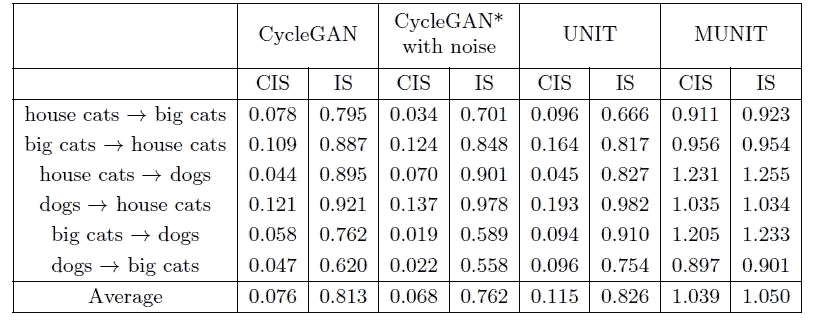 CycleGAN CycleGAN* with noise UNIT MUNIT
CIS IS CIS IS CIS IS CIS IS
house cats → big cats 0.078 0.795 0.034 0.701 0.096 0.666 0.911 0.923
big cats → house cats 0.109 0.887 0.124 0.848 0.164 0.817 0.956 0.954
house cats → dogs 0.044 0.895 0.070 0.901 0.045 0.827 1.231 1.255
dogs → house cats 0.121 0.921 0.137 0.978 0.193 0.982 1.035 1.034
big cats → dogs 0.058 0.762 0.019 0.589 0.094 0.910 1.205 1.233
dogs → big cats 0.047 0.620 0.022 0.558 0.096 0.754 0.897 0.901
Average 0.076 0.813 0.068 0.762 0.115 0.826 1.039 1.050